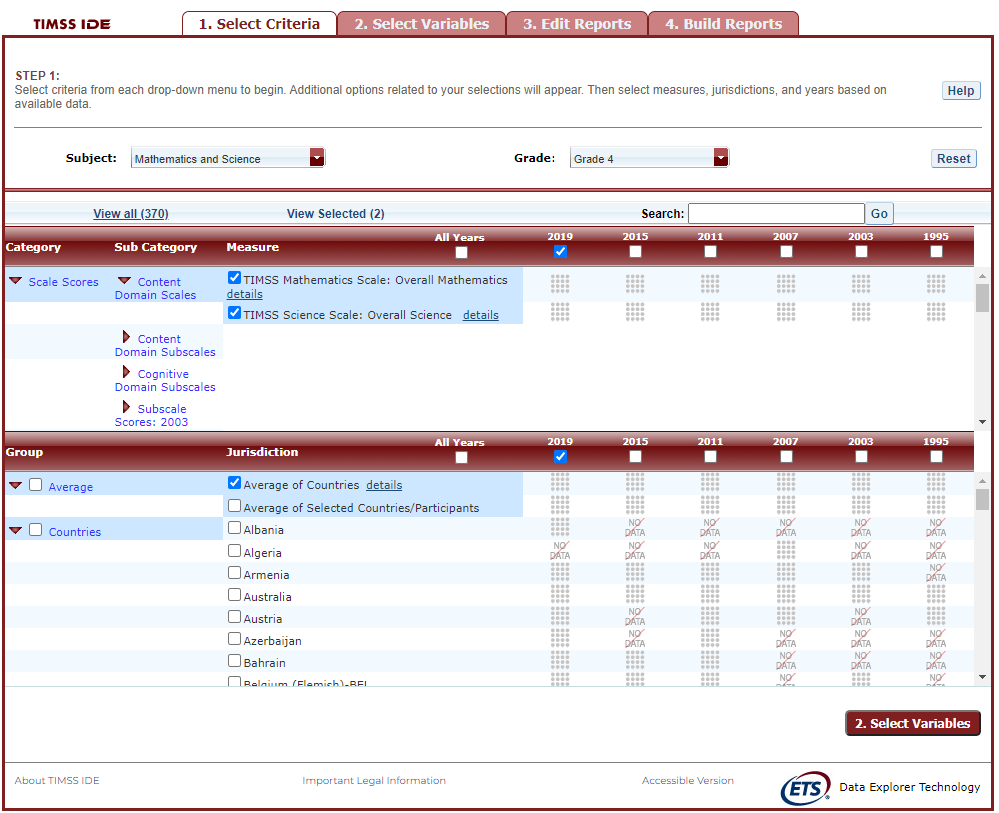 TIMSS IDE
1. Select Criteria
2. Select Variables
3. Edit Reports
4. Build Reports
STEP 1:
Select criteria from each drop-down menu to begin. Additional options related to your selections will appear. Then select measures, jurisdictions, and years based on
available data.
Help
Subject: Mathematics and Science
Grade: Grade 4
Reset
View all (370)
View Selected (2)
Search:
Go
Category
Sub Category
Measure
All Years
2019
2015
2011
2007
2003
1995
Scale Scores
Content
Domain Scales
TIMSS Mathematics Scale: Overall Mathematics
details
TIMSS Science Scale: Overall Science details
Content
Domain Subscales
Cognitive
Domain Subscales
Subscale
Scores: 2003
Group
Jurisdiction
All Years
2019
2015
2011
2007
2003
1995
Average
Average of Countries details
Average of Selected Countries/Participants
Countries
Albania
NO DATA
NO DATA
NO DATA
NO DATA
NO DATA
Algeria
NO DATA
NO DATA
NO DATA
NO DATA
Armenia
NO DATA
Australia
Austria
NO DATA
NO DATA
Azerbaijan
NO DATA
NO DATA
NO DATA
NO DATA
Bahrain
NO DATA
NO DATA
NO DATA
Belgium (Flemish)-BEL
NO DATA
NO DATA
2. Select Variables
About TIMSS IDE
Important Legal Information
Accessible Version
ETS
Data Explorer Technology